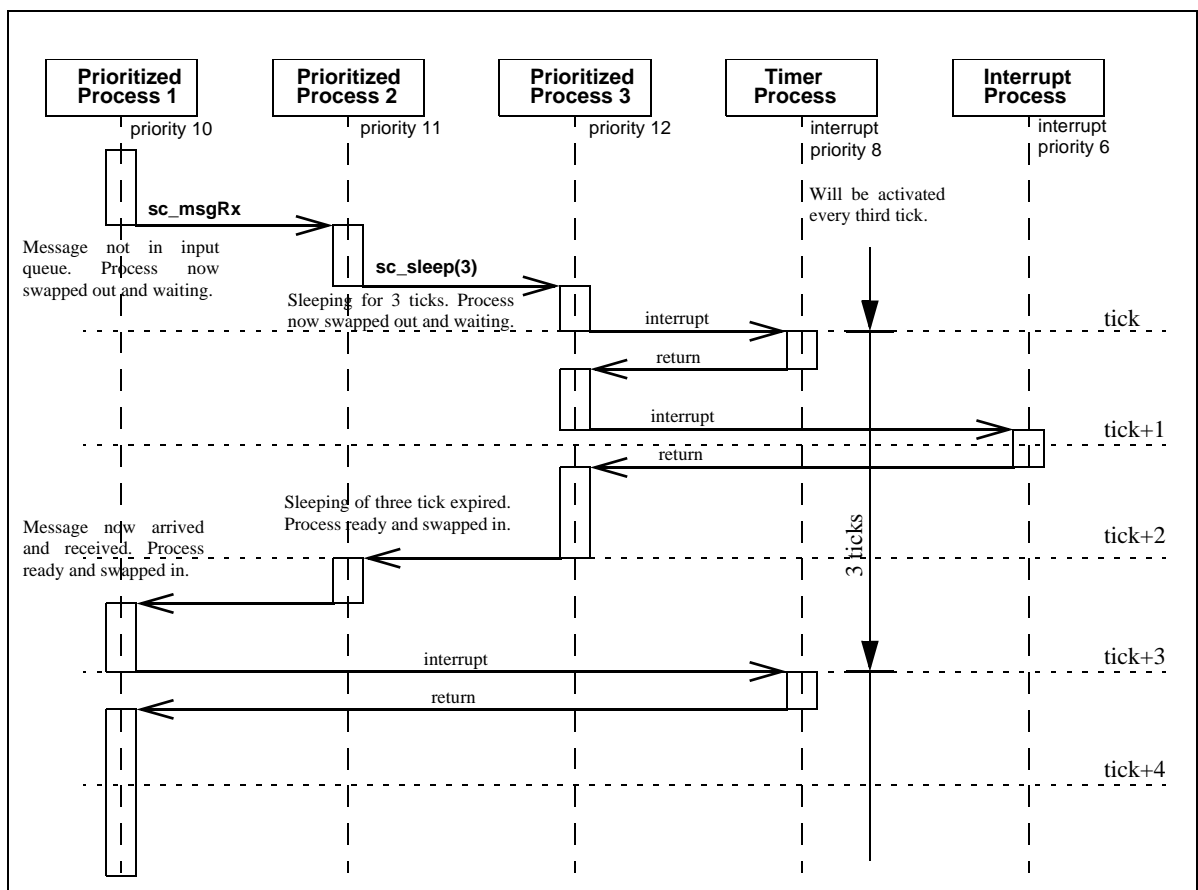 Prioritized
Process 1
Prioritized
Process 2
Prioritized
Process 3
Timer
Process
Interrupt
Process
priority 10
priority 11
priority 12
interrupt
priority 8
interrupt
priority 6
Will be activated
every third tick.
sc_msgRx
Message not in input
queue. Process now
swapped out and waiting.
sc_sleep(3)
Sleeping for 3 ticks. Process
now swapped out and waiting.
interrupt
tick
return
interrupt
tick+1
return
Sleeping of three tick expired.
Process ready and swapped in.
Message now arrived
and received. Process
ready and swapped in.
3 ticks
tick+2
interrupt
tick+3
return
tick+4